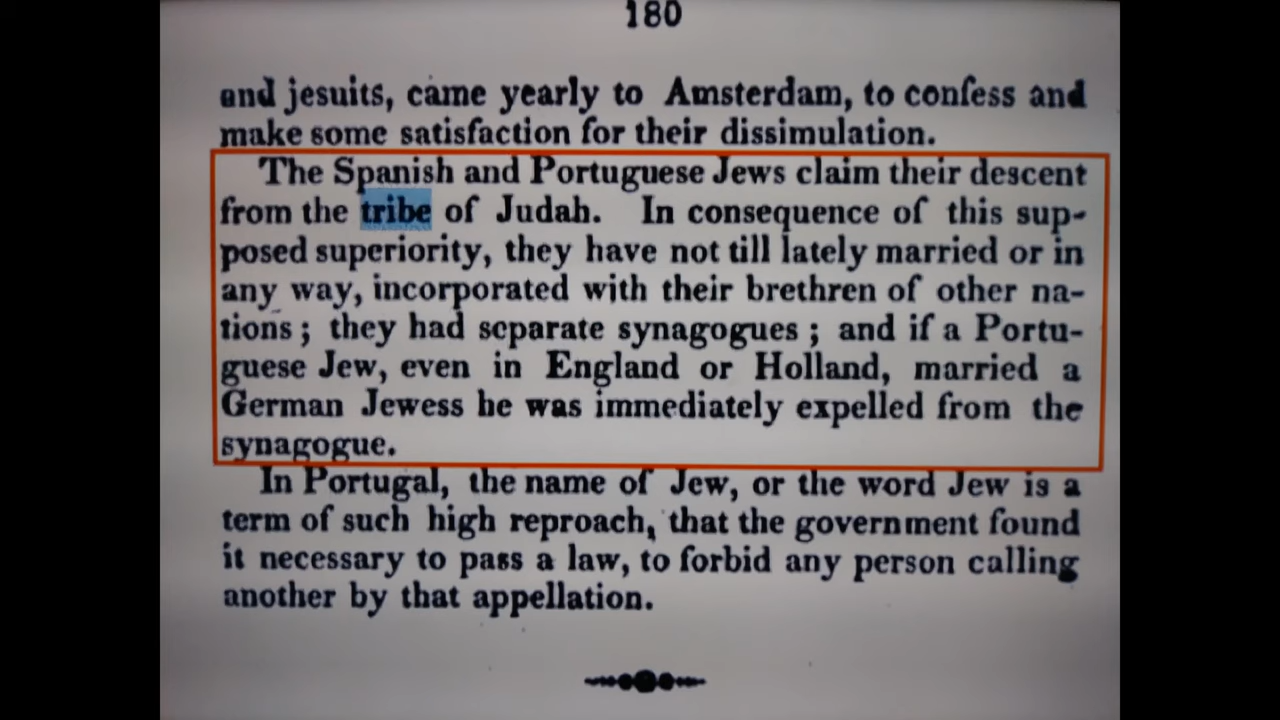 180
and jesuits, came yearly to Amsterdam, to confess and
make some satisfaction for their dissimulation.
The Spanish and Portuguese Jews claim their descent
from the tribe of Judah. In consequence of this sup-
posed superiority, they have not till lately married or in
any way, incorporated with their brethren of other na-
tions; they had separate synagogues; and if a Portu-
guese Jew, even in England or Holland, married a
German Jewess he was immediately expelled from the
synagogue.
In Portugal, the name of Jew, or the word Jew is a
term of such high reproach, that the government found
it necessary to pass a law, to forbid any person calling
another by that appellation.